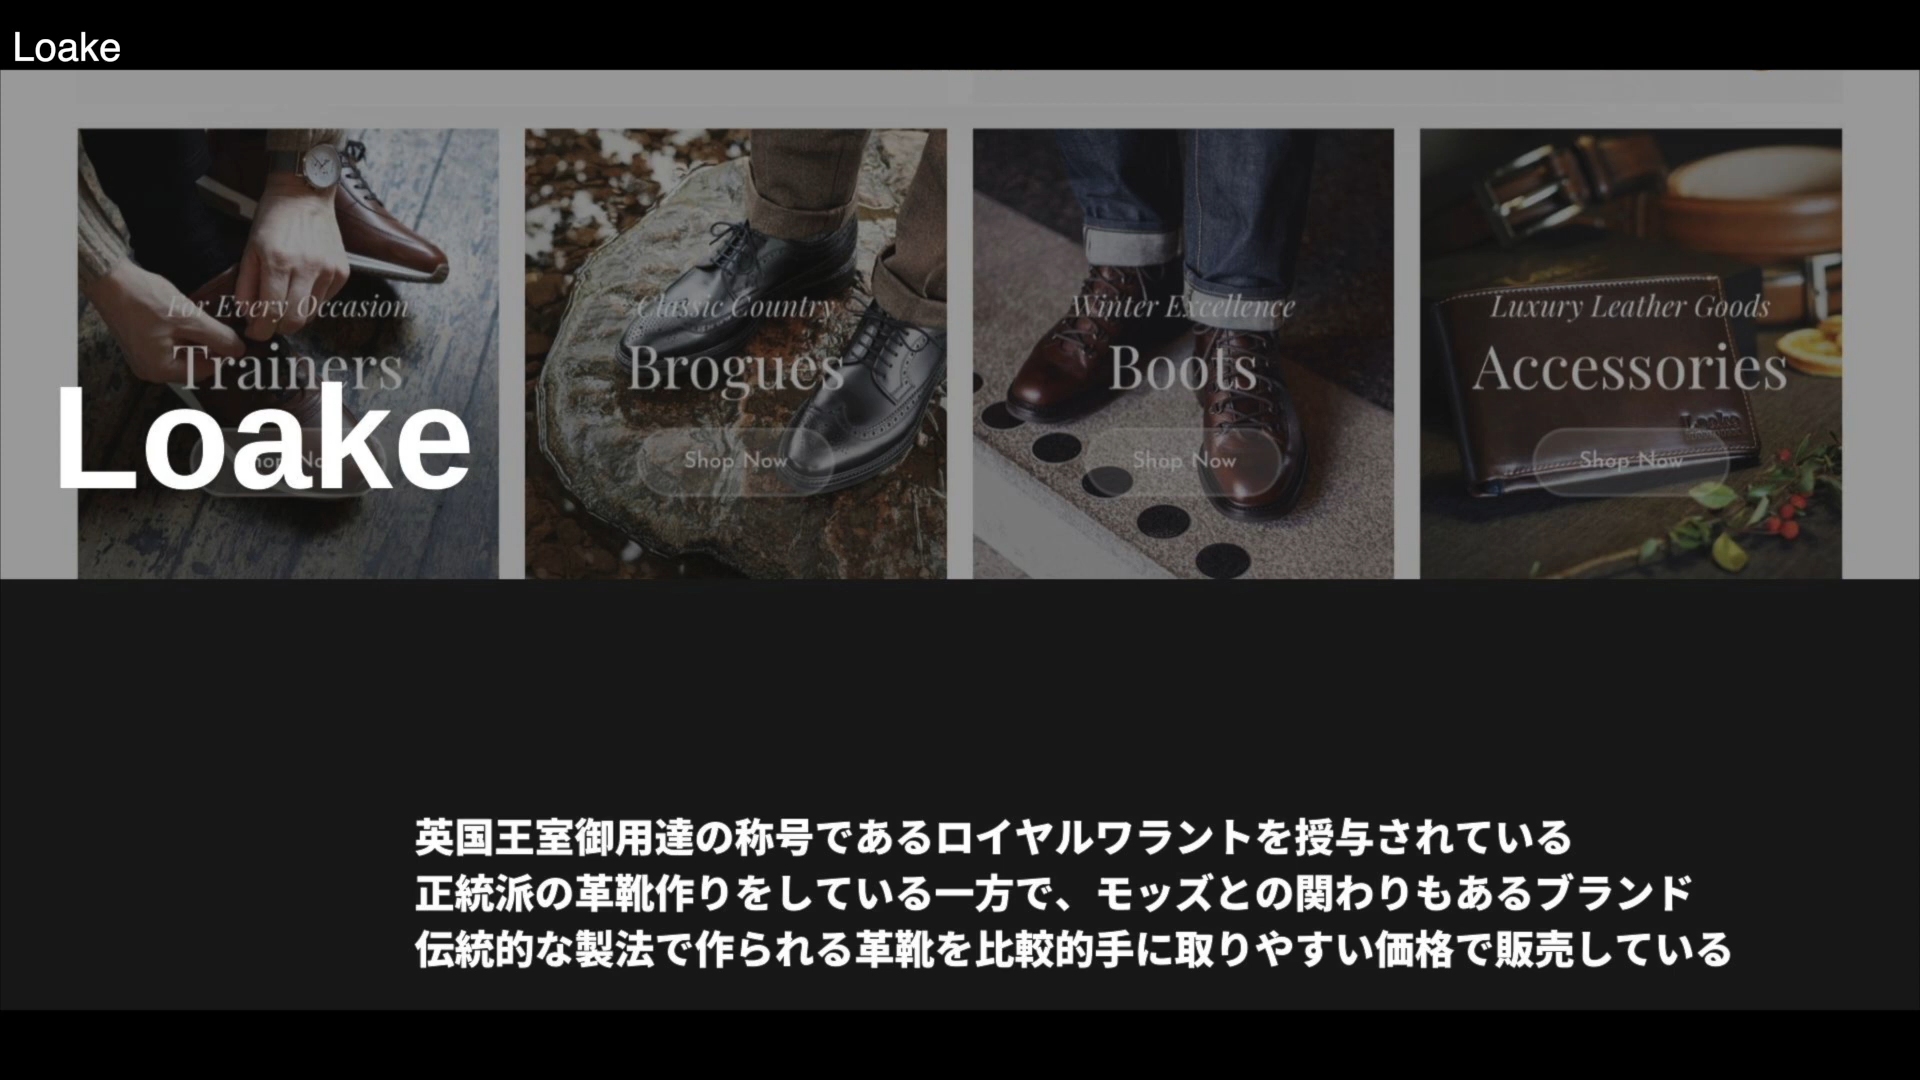 Loake
For Every Occasion
Trainers
Shop Now
Classic Country
Brogues
Shop Now
Winter Excellence
Boots
Shop Now
Luxury Leather Goods
Accessories
Loake
Shop Now
Loake
英国王室御用達の称号であるロイヤルワラントを授与されている
正統派の革靴作りをしている一方で、モッズとの関わりもあるブランド
伝統的な製法で作られる革靴を比較的手に取りやすい価格で販売している